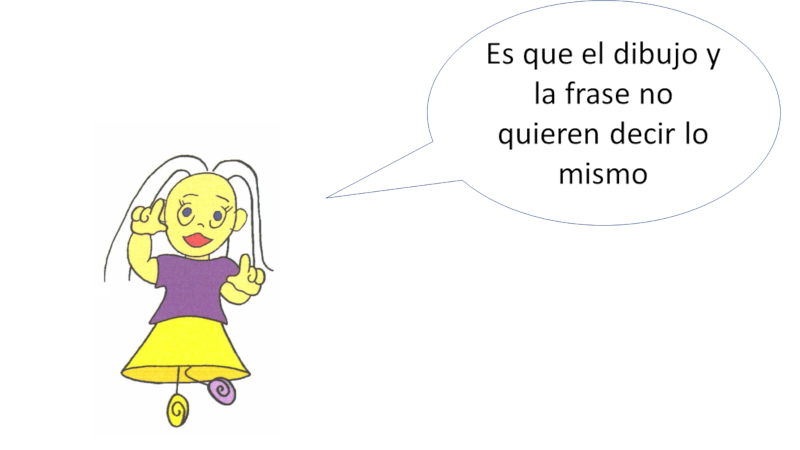 Es que el dibujo y
la frase no
quieren decir lo
mismo